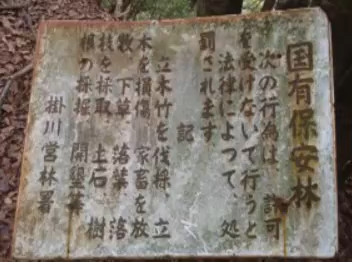 国有保安林
次の行為は、許可
を受けないで行うと
法律によって、処
罰されます
記
立木竹を伐採 立
木を損傷 家畜を放
牧、下草 落葉 落
枝を採取 土石 樹
根の採掘 開墾
掛川営林署